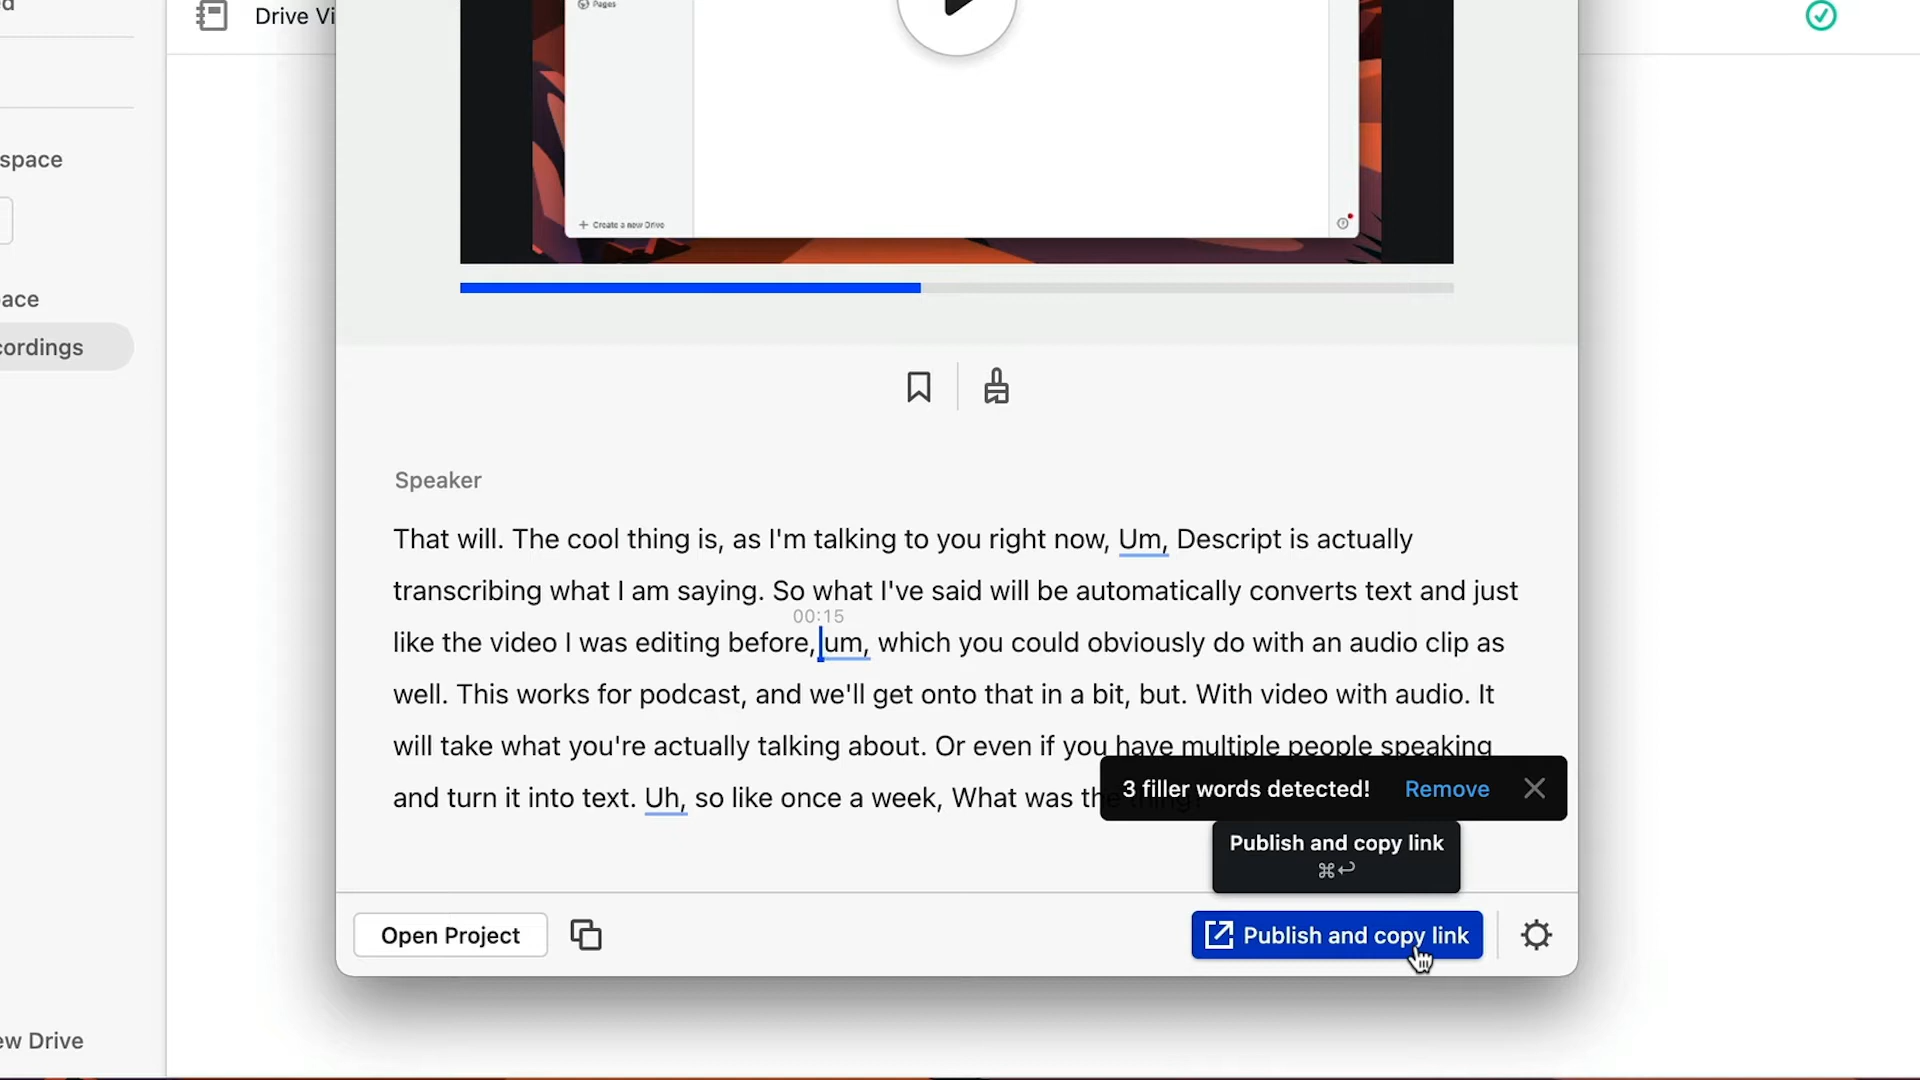 Drive Vi
Pages
+ Create a new Drive
space
ace
cordings
Speaker
That will. The cool thing is, as I'm talking to you right now, Um, Descript is actually
transcribing what I am saying. So what I've said will be automatically converts text and just
00:15
like the video I was editing before, um, which you could obviously do with an audio clip as
well. This works for podcast, and we'll get onto that in a bit, but. With video with audio. It
will take what you're actually talking about. Or even if you have multiple people speaking
and turn it into text. Uh, so like once a week, What was the thing?
3 filler words detected! Remove
Publish and copy link
⌘↩
Open Project
Publish and copy link
ew Drive